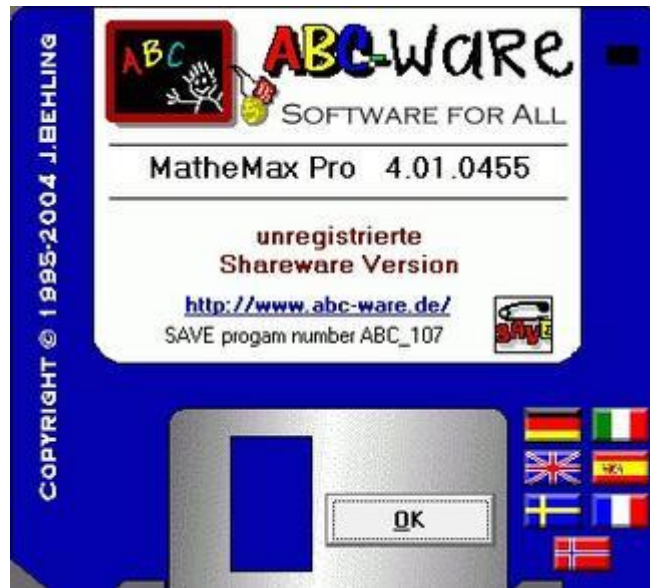 COPYRIGHT © 1995-2004 J.BEHLING
ABC
ABC-WARE
SOFTWARE FOR ALL
MatheMax Pro 4.01.0455
unregistrierte
Shareware Version
http://www.abc-ware.de/
SAVE progam number ABC_107
SAVE
OK